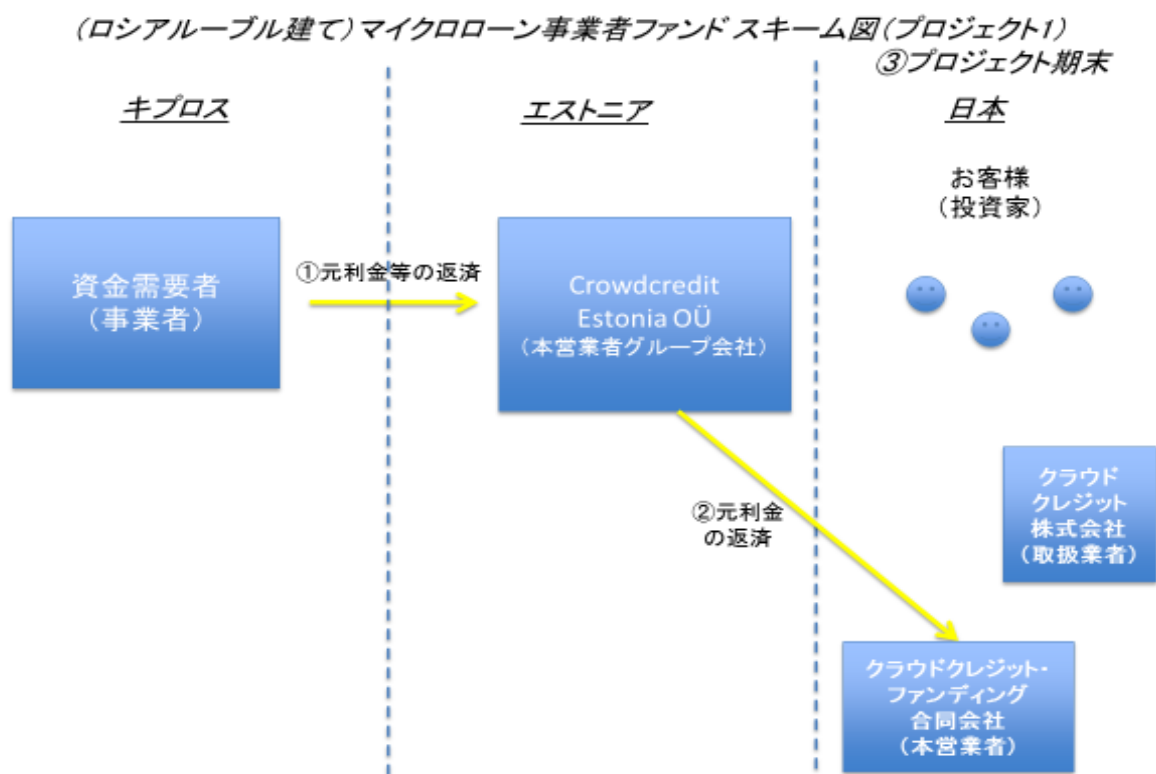 (ロシアルーブル建て)マイクロローン事業者ファンド スキーム図(プロジェクト1)
③プロジェクト期末
キプロス
エストニア
日本
お客様
(投資家)
資金需要者
(事業者)
①元利金等の返済
Crowdcredit
Estonia OÜ
(本営業者グループ会社)
クラウド
クレジット
株式会社
(取扱業者)
②元利金
の返済
クラウドクレジット・
ファンディング
合同会社
(本営業者)